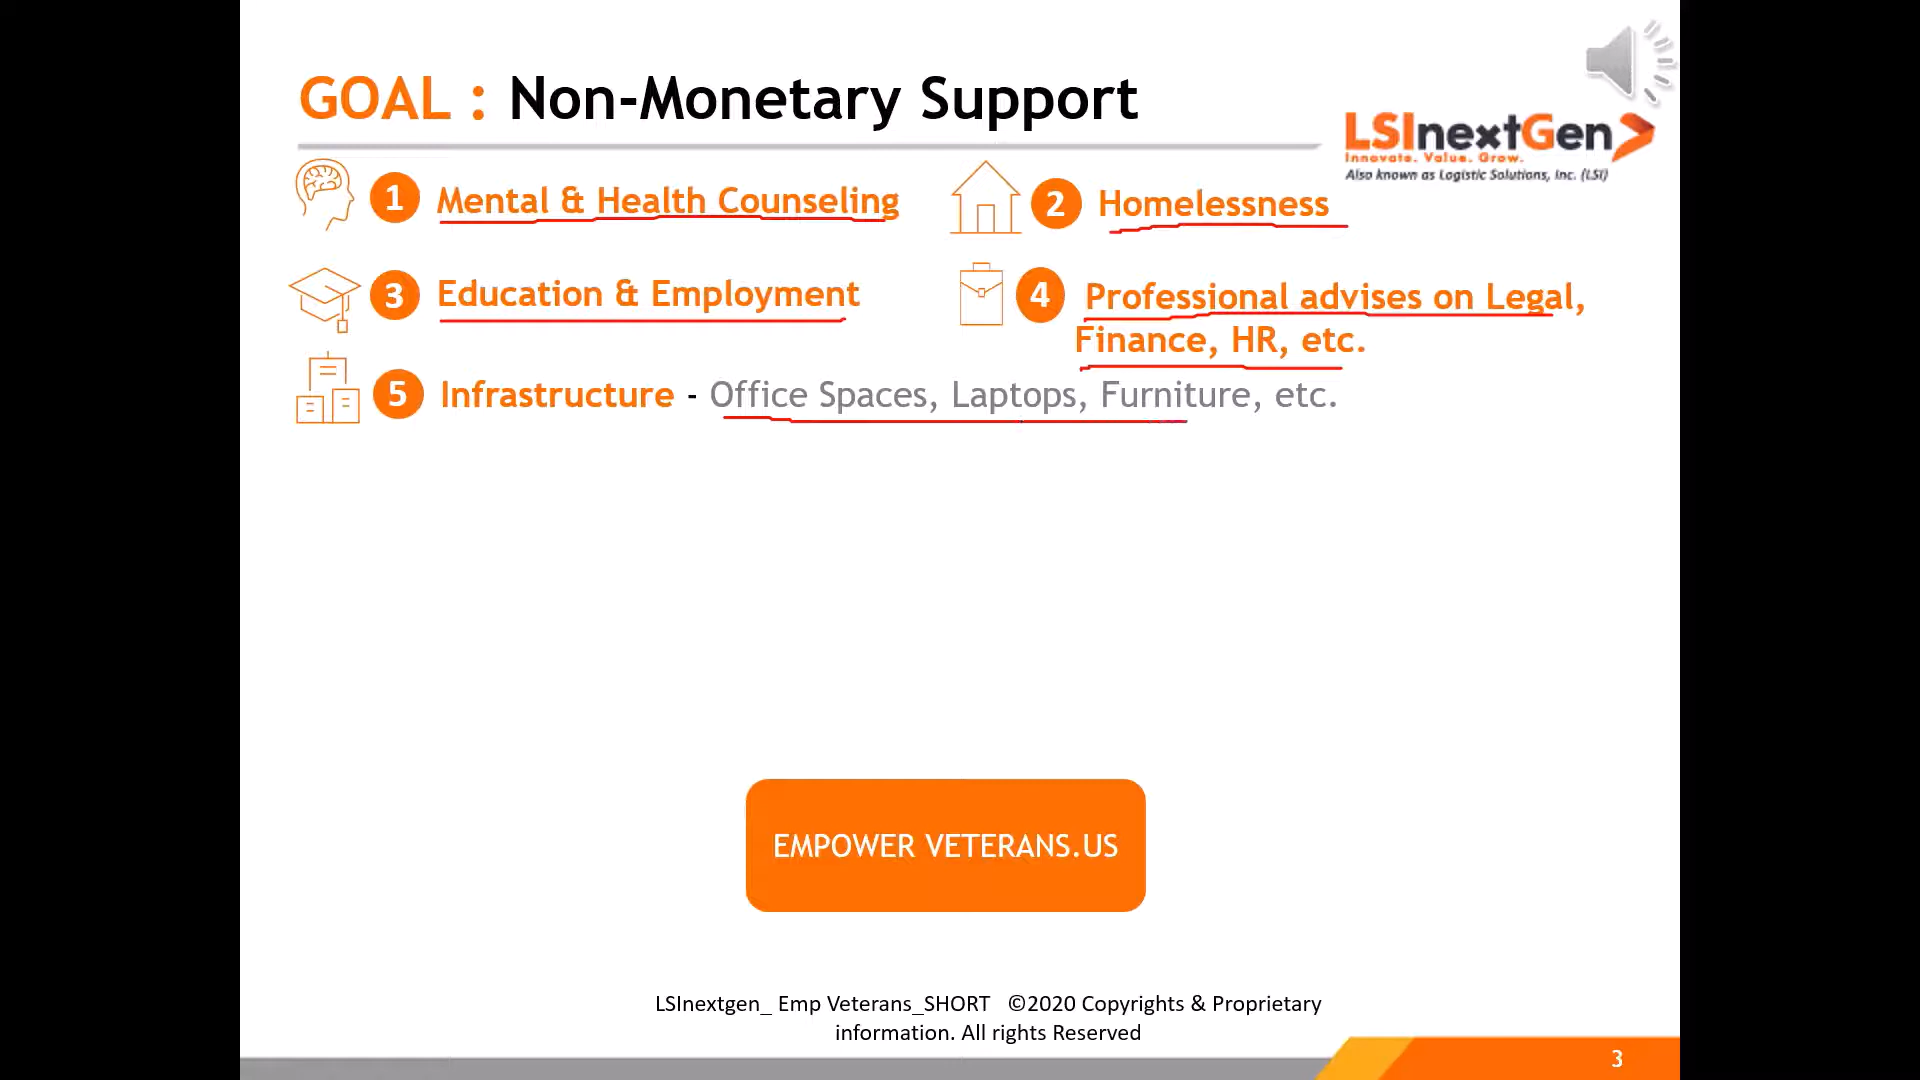 GOAL : Non-Monetary Support
LSInextGen
Innovate. Value. Grow.
Also known as Logistic Solutions, Inc. (LSI)
1 Mental & Health Counseling
2 Homelessness
3 Education & Employment
4 Professional advises on Legal,
Finance, HR, etc.
5 Infrastructure - Office Spaces, Laptops, Furniture, etc.
EMPOWER VETERANS.US
LSInextgen_ Emp Veterans_SHORT ©2020 Copyrights & Proprietary
information. All rights Reserved
3